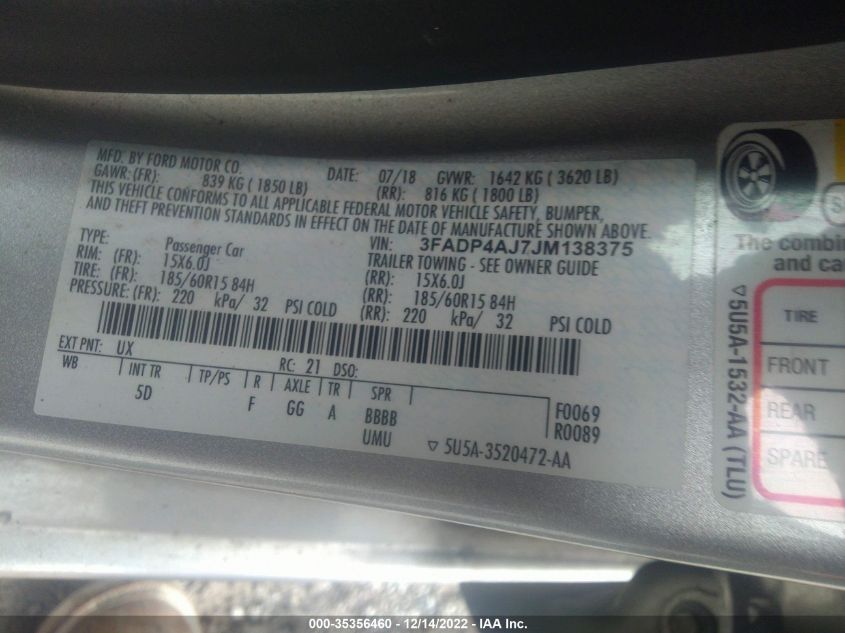 MFD. BY FORD MOTOR CO.
DATE: 07/18 GVWR: 1642 KG ( 3620 LB)
GAWR: (FR): 839 KG ( 1850 LB) (RR): 816 KG ( 1800 LB)
THIS VEHICLE CONFORMS TO ALL APPLICABLE FEDERAL MOTOR VEHICLE SAFETY, BUMPER,
AND THEFT PREVENTION STANDARDS IN EFFECT ON THE DATE OF MANUFACTURE SHOWN ABOVE.
VIN: 3FADP4AJ7JM138375
TYPE: Passenger Car TRAILER TOWING - SEE OWNER GUIDE
RIM: (FR): 15X6.0J (RR): 15X6.0J
TIRE: (FR): 185/60R15 84H (RR): 185/60R15 84H
PRESSURE: (FR): 220 kPa/ 32 PSI COLD (RR): 220 kPa/ 32 PSI COLD
EXT PNT: UX RC: 21 DSO:
WB INT TR TP/PS R AXLE TR SPR
5D F GG A BBBB F0069
UMU R0089
5U5A-3520472-AA
The combin
and ca
TIRE
FRONT
REAR
SPARE
5U5A-1532-AA (TLU)
000-35356460 - 12/14/2022 - IAA Inc.